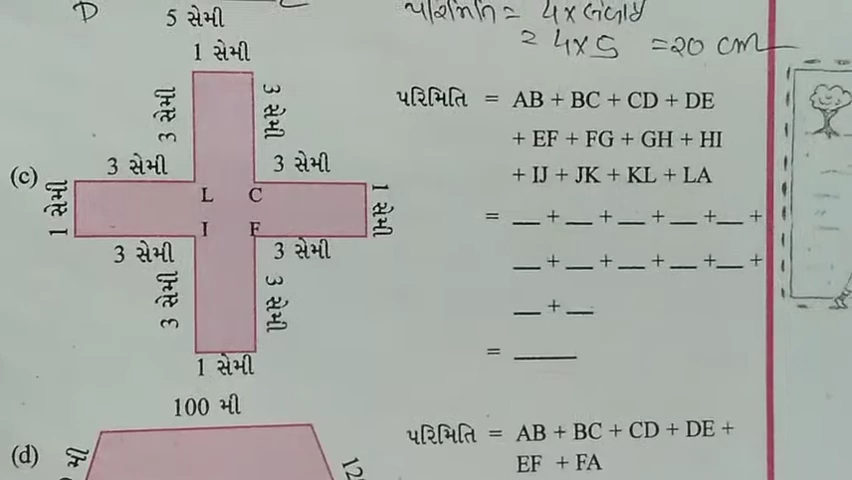 D
5 સેમી
પરિમિતિ = 4 x લંબાઈ
= 4 x 5 = 20 cm
1 સેમી
3 સેમી
3 સેમી
(c)
3 સેમી
3 સેમી
1 સેમી
L C
1 સેમી
I F
3 સેમી
3 સેમી
3 સેમી
3 સેમી
1 સેમી
પરિમિતિ = AB + BC + CD + DE
+ EF + FG + GH + HI
+ IJ + JK + KL + LA
= __ + __ + __ + __ + __ +
__ + __ + __ + __ + __ +
__ + __
= _____
100 મી
(d)
મી
પરિમિતિ = AB + BC + CD + DE +
EF + FA